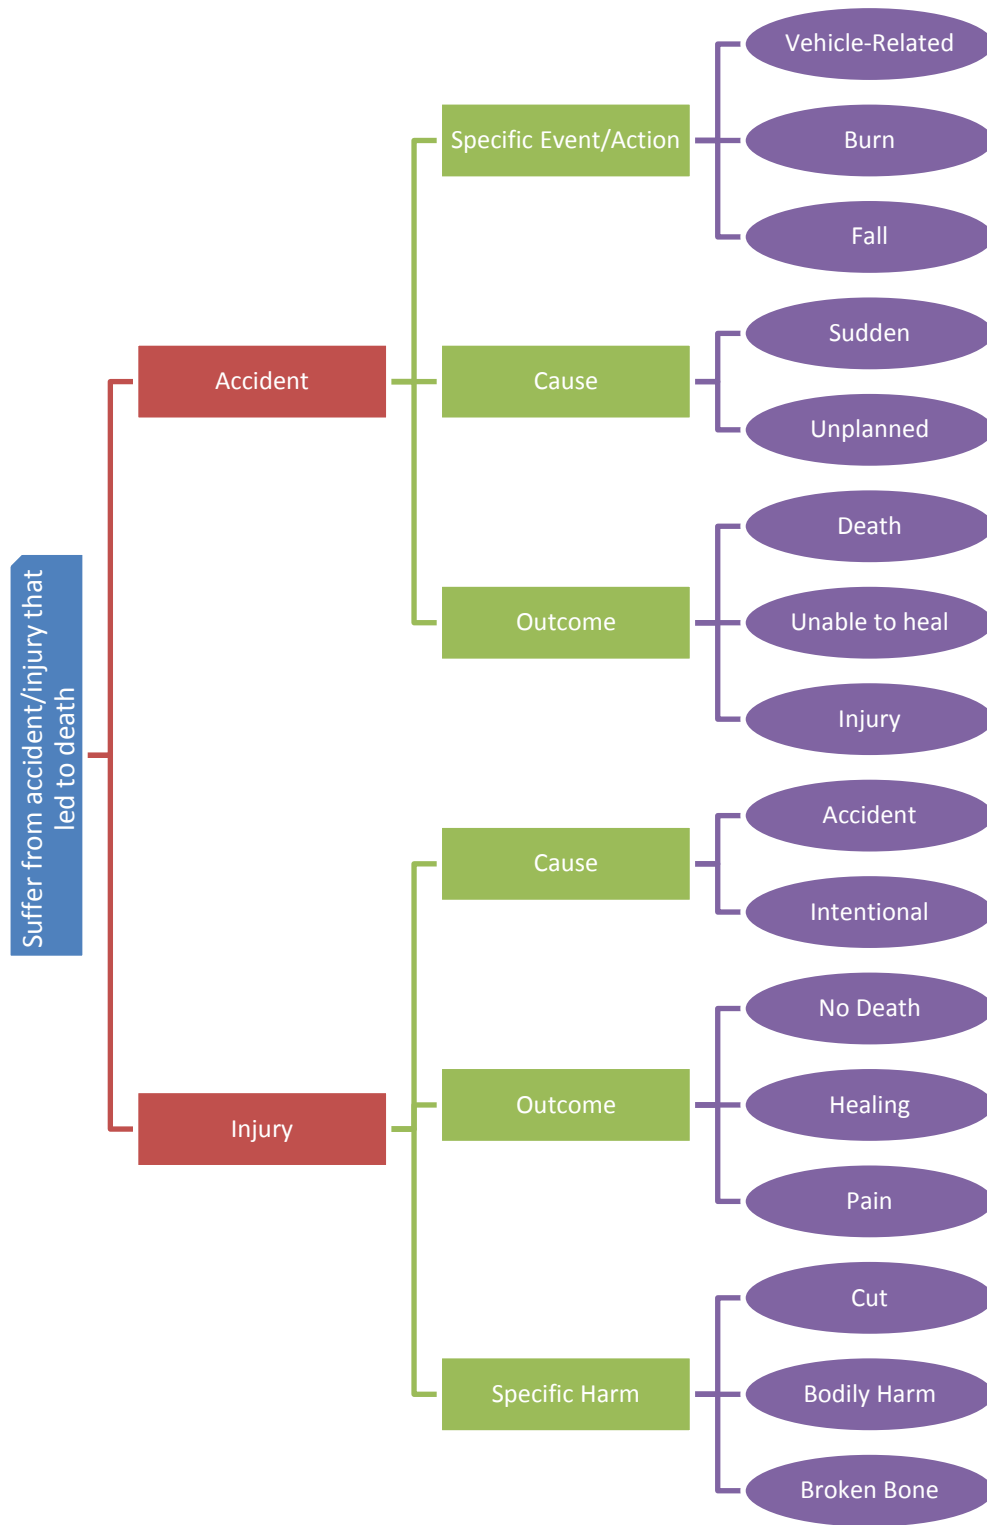 Suffer from accident/injury that
led to death
Accident
Specific Event/Action
Vehicle-Related
Burn
Fall
Cause
Sudden
Unplanned
Outcome
Death
Unable to heal
Injury
Injury
Cause
Accident
Intentional
Outcome
No Death
Healing
Pain
Specific Harm
Cut
Bodily Harm
Broken Bone